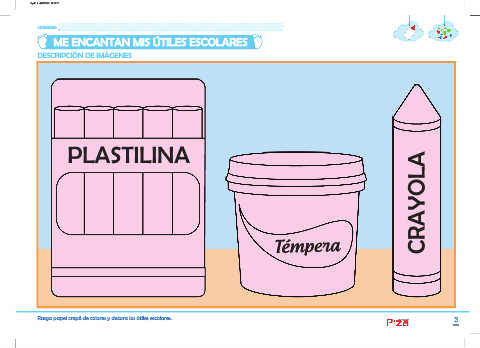 ME ENCANTAN MIS ÚTILES ESCOLARES
DESCRIPCIÓN DE IMÁGENES
PLASTILINA
Témpera
CRAYOLA
Rasga papel crepé de colores y decora los útiles escolares.
3